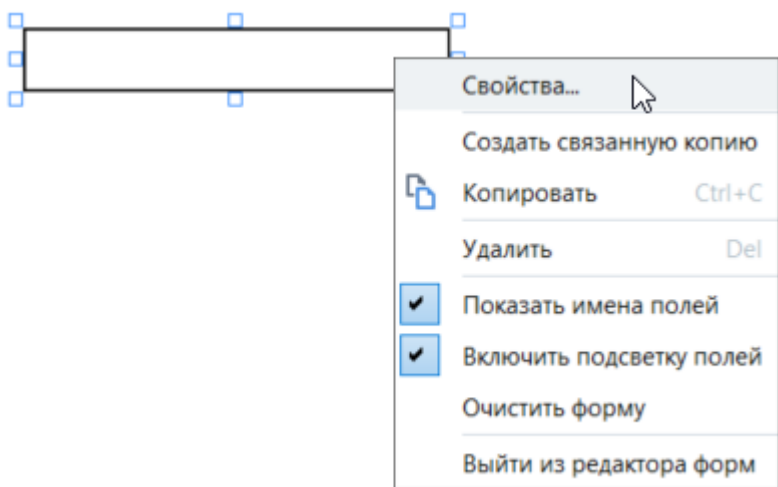 Свойства...
Создать связанную копию
Копировать Ctrl+C
Удалить Del
Показать имена полей
Включить подсветку полей
Очистить форму
Выйти из редактора форм